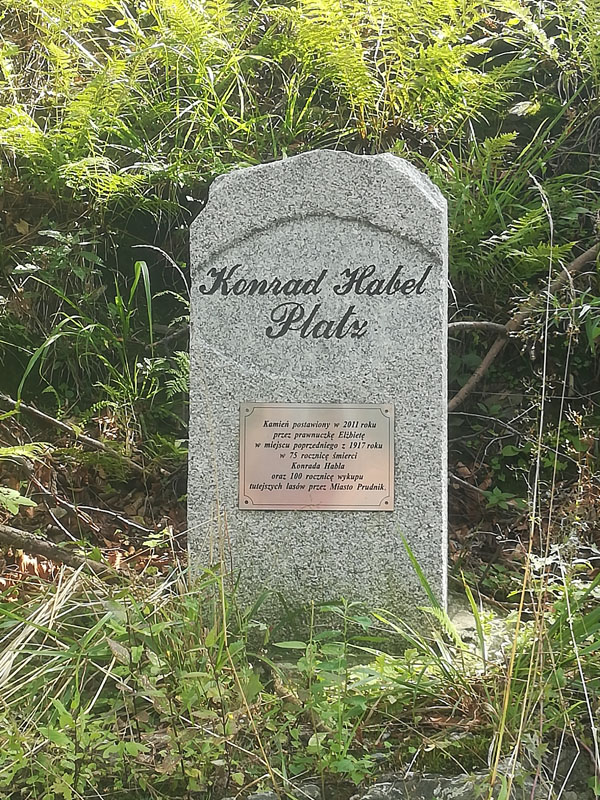 Konrad Habel
Platz
Kamień postawiony w 2011 roku
przez prawnuczkę Elżbietę
w miejscu poprzedniego z 1917 roku
w 75 rocznicę śmierci
Konrada Habla
oraz 100 rocznicę wykupu
tutejszych lasów przez Miasto Prudnik.